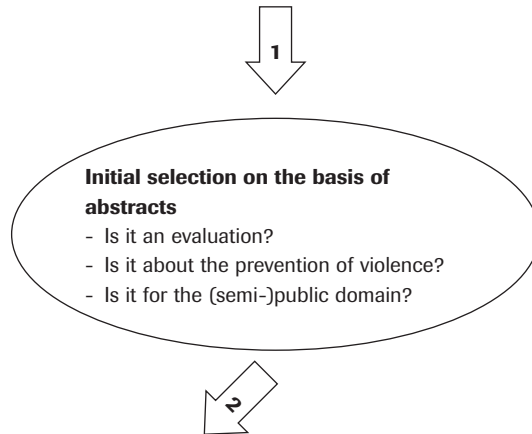 1
Initial selection on the basis of
abstracts
- Is it an evaluation?
- Is it about the prevention of violence?
- Is it for the (semi-)public domain?
2